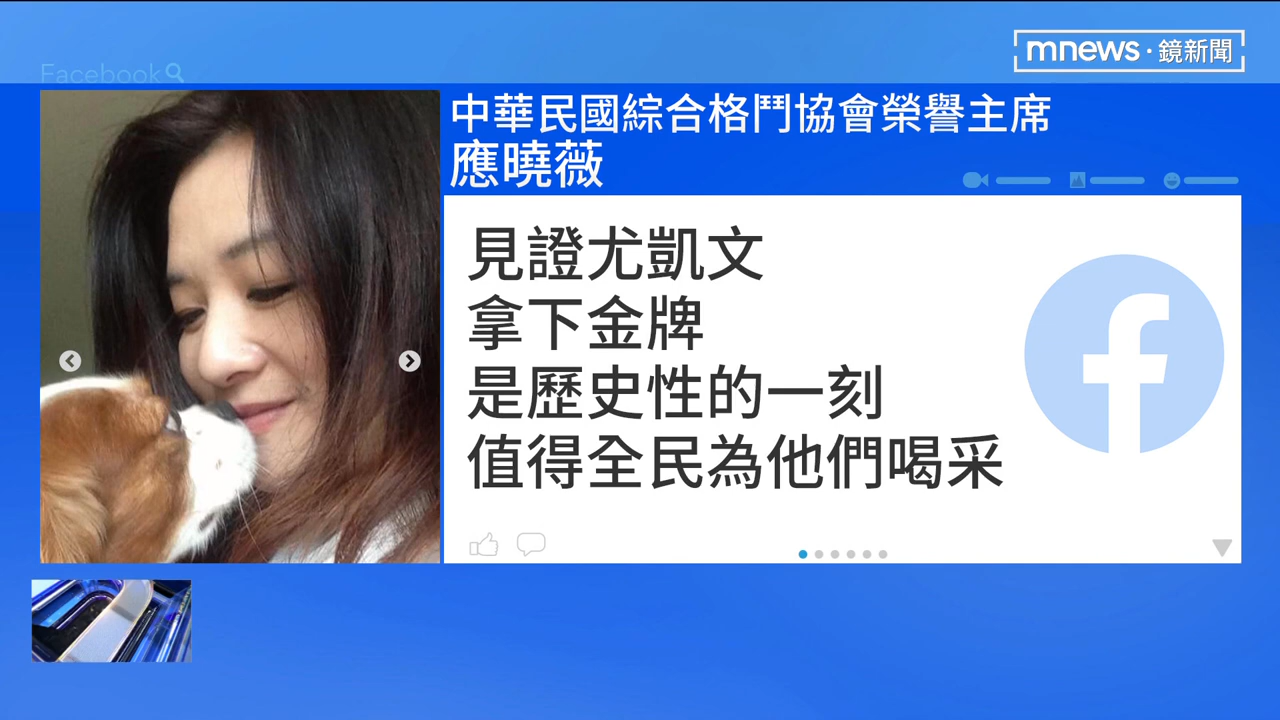 Facebook
mnews·鏡新聞
中華民國綜合格鬥協會榮譽主席
應曉薇
見證尤凱文
拿下金牌
是歷史性的一刻
值得全民為他們喝采